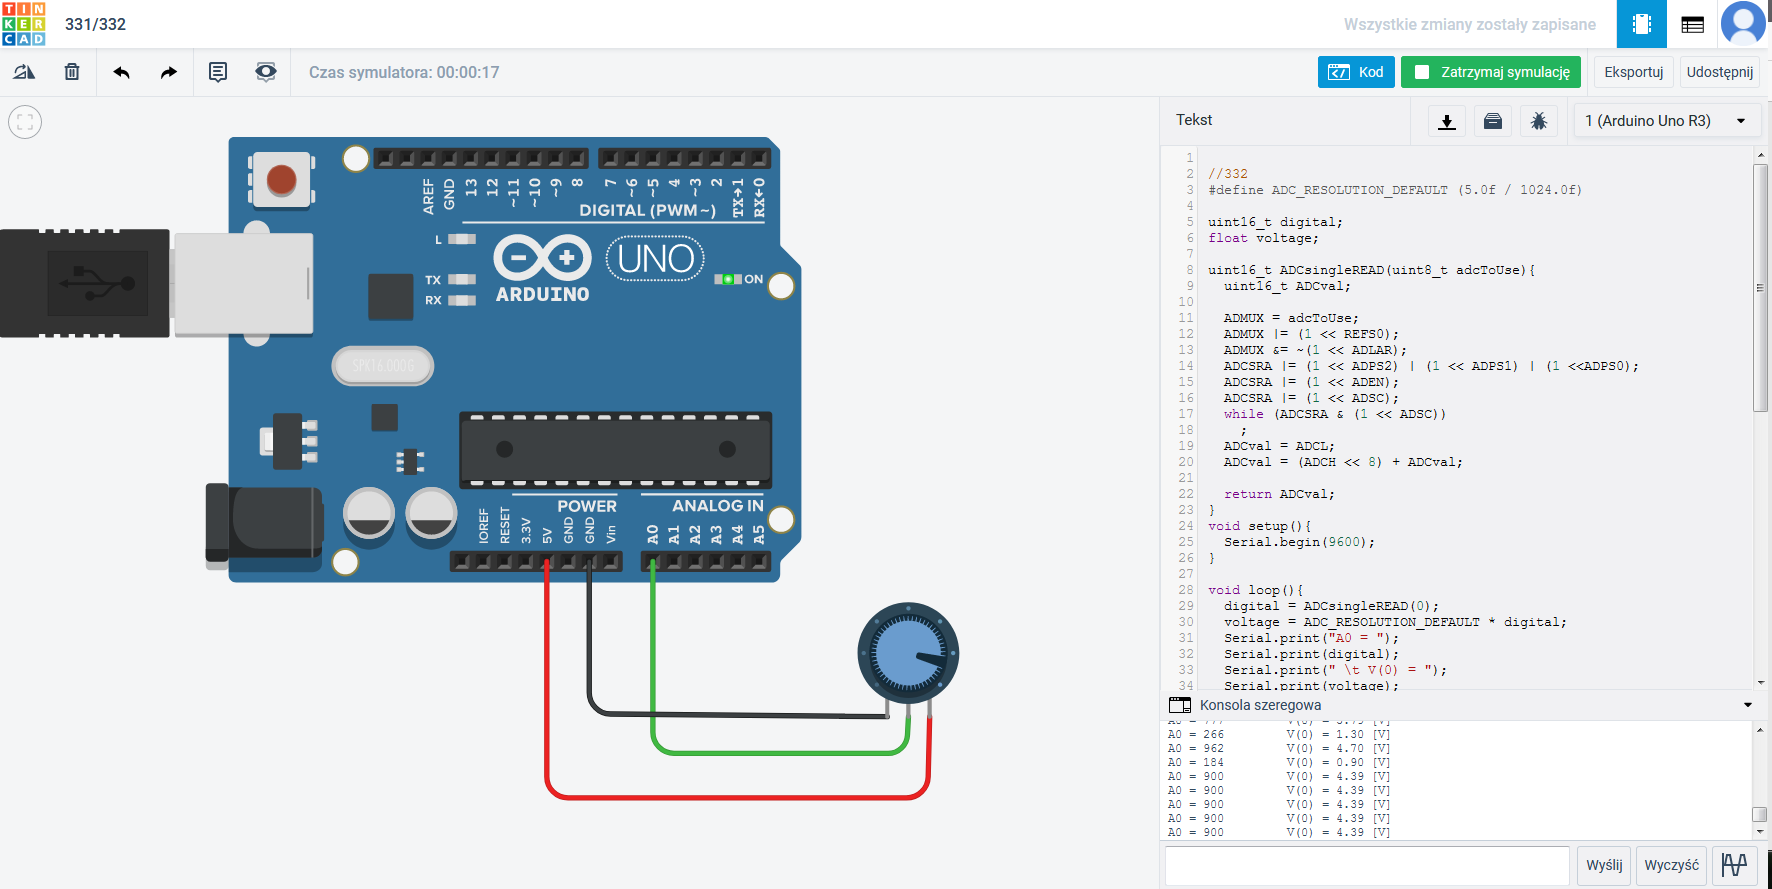 TINKERCAD
331/332
Wszystkie zmiany zostały zapisane
Czas symulatora: 00:00:17
Kod
Zatrzymaj symulację
Eksportuj
Udostępnij
Tekst
1 (Arduino Uno R3)
AREF
GND
13
12
~11
~10
~9
8
7
~6
~5
4
~3
2
TX→1
RX←0
DIGITAL (PWM ~)
L
TX
RX
UNO
ON
ARDUINO
SPK16.000G
POWER
ANALOG IN
IOREF
RESET
3.3V
5V
GND
GND
Vin
A0
A1
A2
A3
A4
A5
1
2 //332
3 #define ADC_RESOLUTION_DEFAULT (5.0f / 1024.0f)
4
5 uint16_t digital;
6 float voltage;
7
8 uint16_t ADCsingleREAD(uint8_t adcToUse){
9 uint16_t ADCval;
10
11 ADMUX = adcToUse;
12 ADMUX |= (1 << REFS0);
13 ADMUX &= ~(1 << ADLAR);
14 ADCSRA |= (1 << ADPS2) | (1 << ADPS1) | (1 <<ADPS0);
15 ADCSRA |= (1 << ADEN);
16 ADCSRA |= (1 << ADSC);
17 while (ADCSRA & (1 << ADSC))
18 ;
19 ADCval = ADCL;
20 ADCval = (ADCH << 8) + ADCval;
21
22 return ADCval;
23 }
24 void setup(){
25 Serial.begin(9600);
26 }
27
28 void loop(){
29 digital = ADCsingleREAD(0);
30 voltage = ADC_RESOLUTION_DEFAULT * digital;
31 Serial.print("A0 = ");
32 Serial.print(digital);
33 Serial.print(" \t V(0) = ");
34 Serial.print(voltage);
Konsola szeregowa
A0 = 777 V(0) = 3.79 [V]
A0 = 266 V(0) = 1.30 [V]
A0 = 962 V(0) = 4.70 [V]
A0 = 184 V(0) = 0.90 [V]
A0 = 900 V(0) = 4.39 [V]
A0 = 900 V(0) = 4.39 [V]
A0 = 900 V(0) = 4.39 [V]
A0 = 900 V(0) = 4.39 [V]
A0 = 900 V(0) = 4.39 [V]
Wyślij
Wyczyść